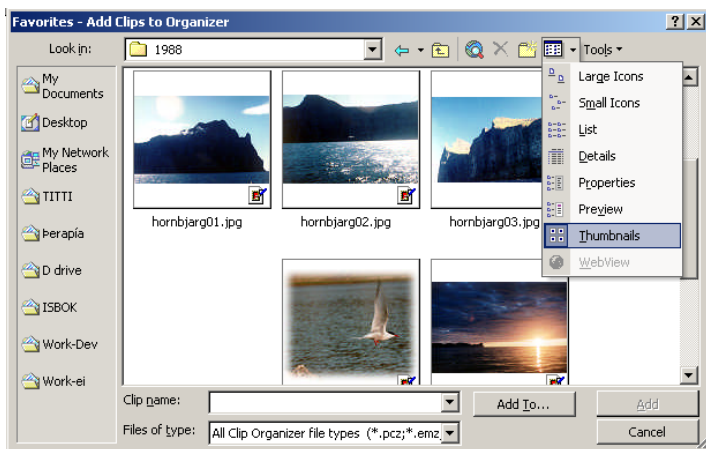 Favorites - Add Clips to Organizer
Look in:
1988
Tools
My Documents
Desktop
My Network Places
TITTI
Þerapía
D drive
ISBOK
Work-Dev
Work-ei
hornbjarg01.jpg
hornbjarg02.jpg
hornbjarg03.jpg
Large Icons
Small Icons
List
Details
Properties
Preview
Thumbnails
WebView
Clip name:
Add To...
Add
Files of type:
All Clip Organizer file types (*.pcz;*.emz
Cancel